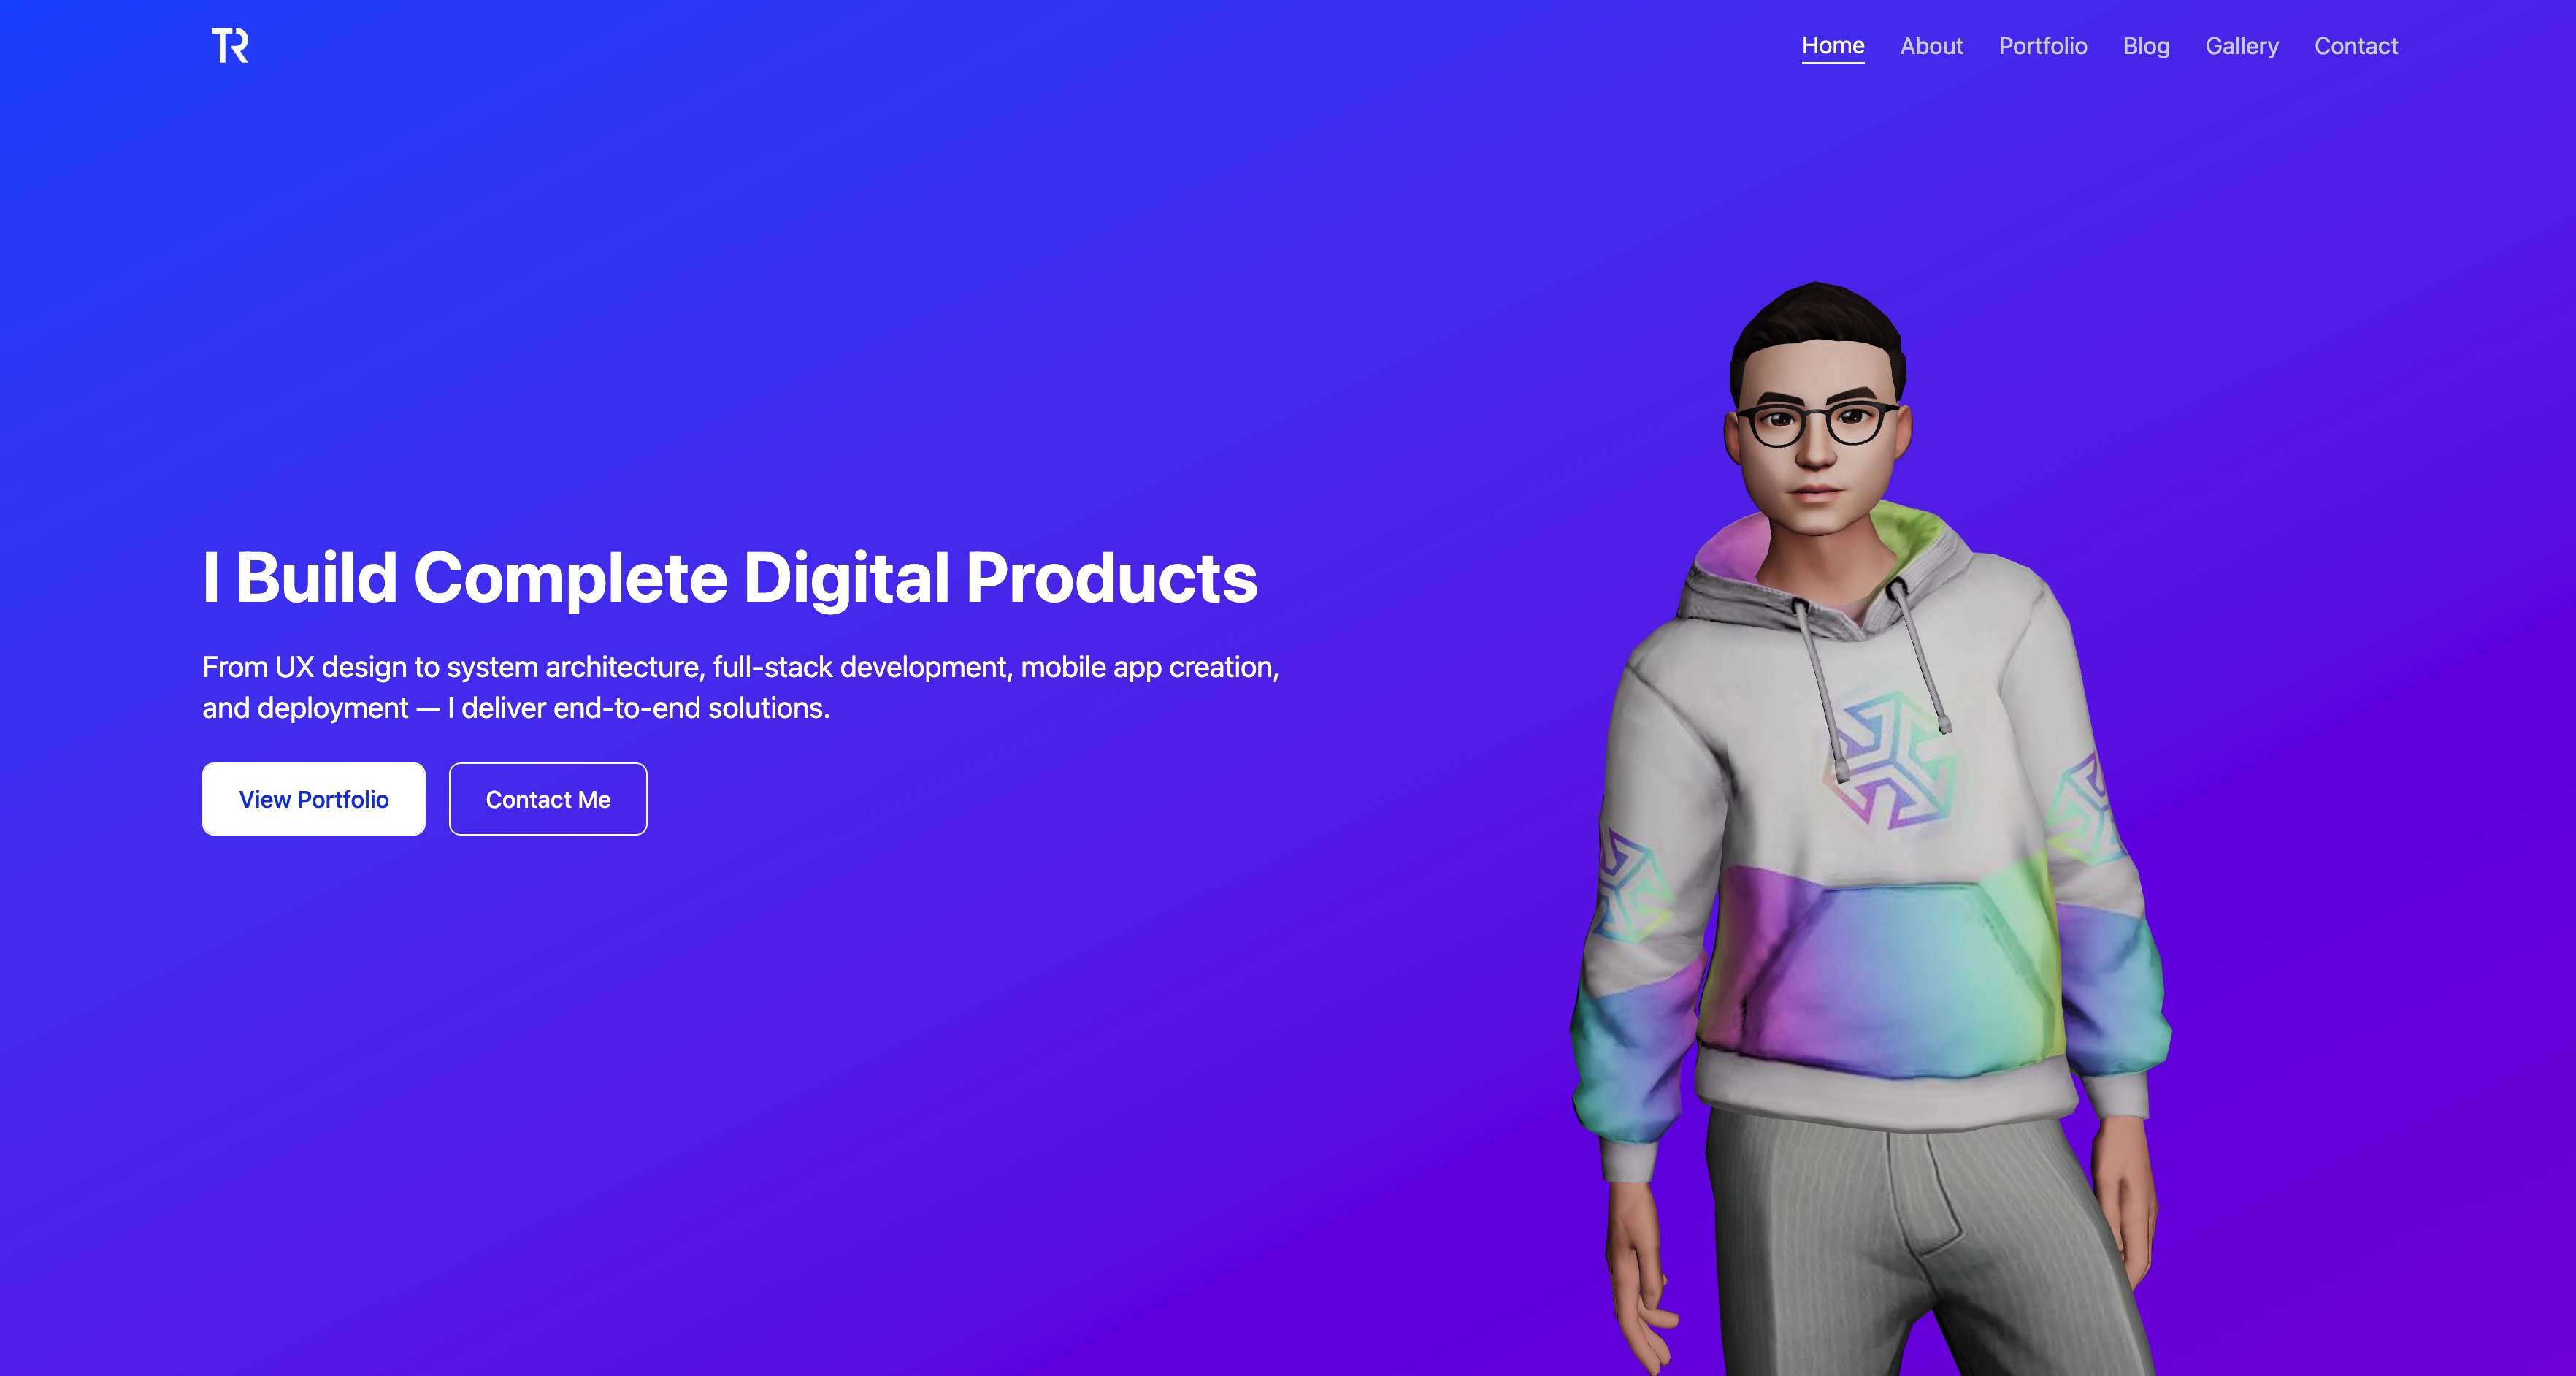 TR
Home About Portfolio Blog Gallery Contact
I Build Complete Digital Products
From UX design to system architecture, full-stack development, mobile app creation,
and deployment — I deliver end-to-end solutions.
View Portfolio Contact Me